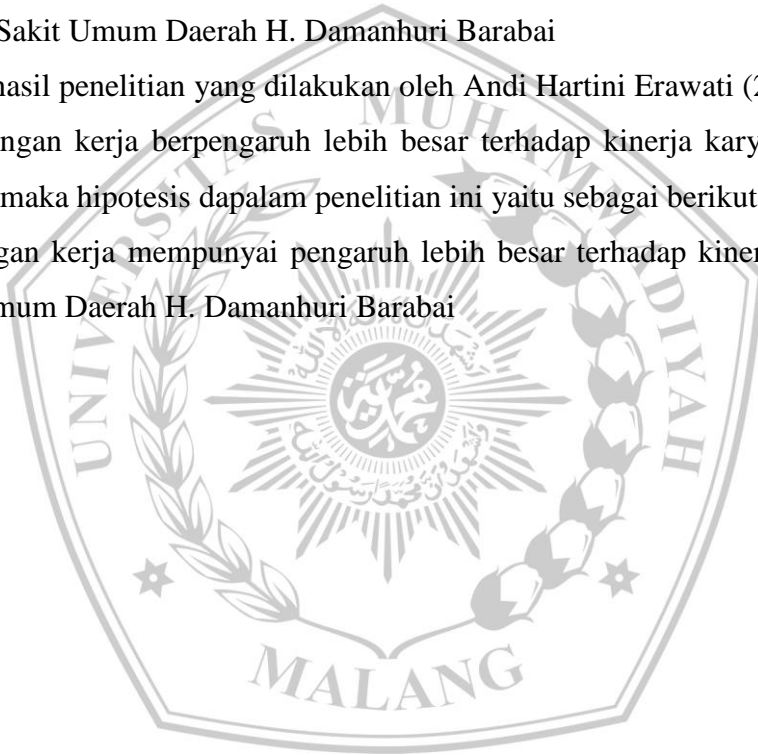 Sakit Umum Daerah H. Damanhuri Barabai
hasil penelitian yang dilakukan oleh Andi Hartini Erawati (2
ngan kerja berpengaruh lebih besar terhadap kinerja kary
maka hipotesis dapalam penelitian ini yaitu sebagai berikut
gan kerja mempunyai pengaruh lebih besar terhadap kiner
mum Daerah H. Damanhuri Barabai
UNIVERSITAS MUHAMMADIYAH
MALANG